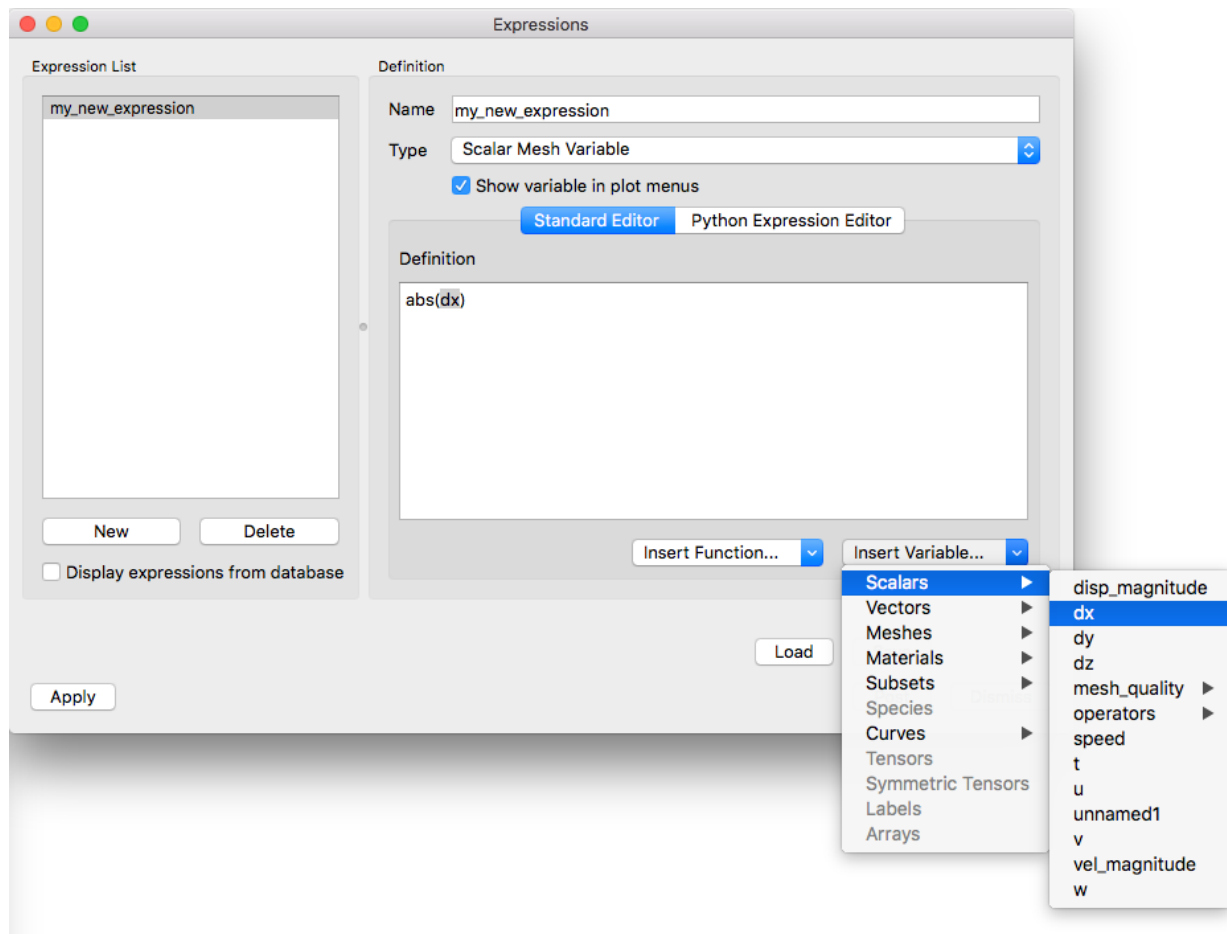 Expressions
Expression List
my_new_expression
New
Delete
Display expressions from database
Definition
Name
my_new_expression
Type
Scalar Mesh Variable
Show variable in plot menus
Standard Editor
Python Expression Editor
Definition
abs(dx)
Insert Function...
Insert Variable...
Load
Apply
Scalars
Vectors
Meshes
Materials
Subsets
Species
Curves
Tensors
Symmetric Tensors
Labels
Arrays
disp_magnitude
dx
dy
dz
mesh_quality
operators
speed
t
u
unnamed1
v
vel_magnitude
w